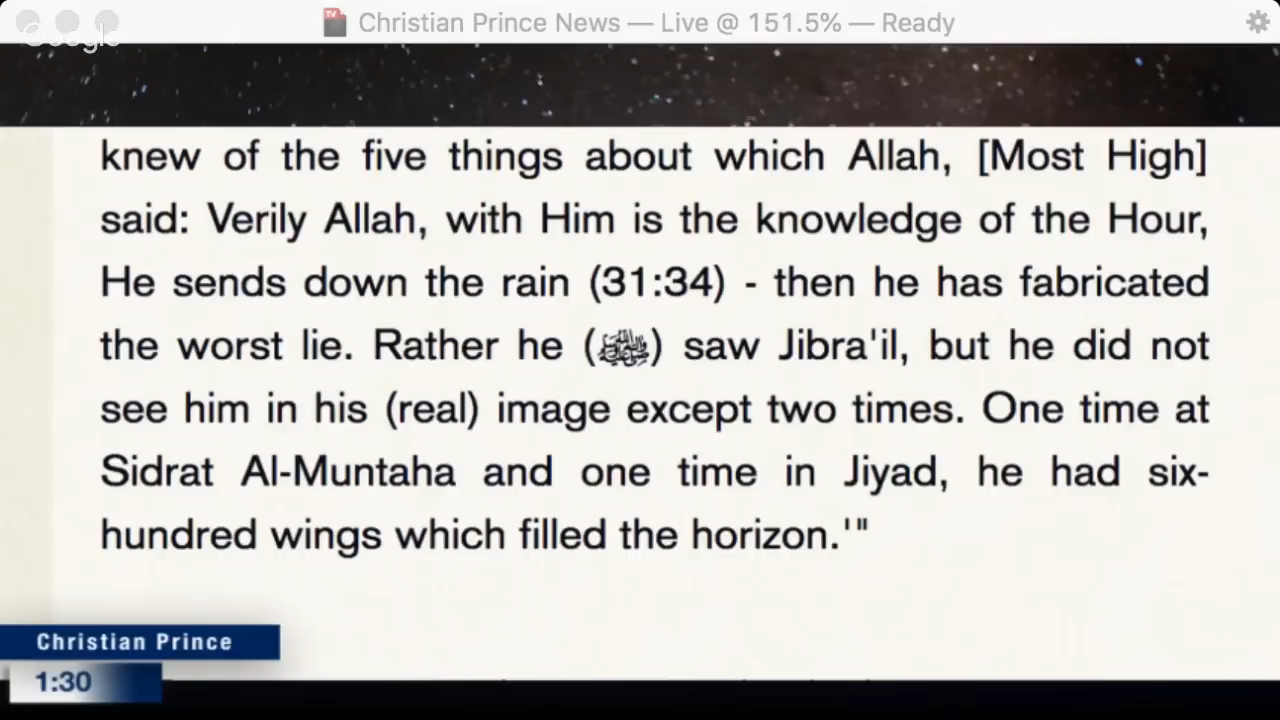 Google
Christian Prince News — Live @ 151.5% — Ready
knew of the five things about which Allah, [Most High]
said: Verily Allah, with Him is the knowledge of the Hour,
He sends down the rain (31:34) - then he has fabricated
the worst lie. Rather he (ﷺ) saw Jibra'il, but he did not
see him in his (real) image except two times. One time at
Sidrat Al-Muntaha and one time in Jiyad, he had six-
hundred wings which filled the horizon.'"
Christian Prince
1:30